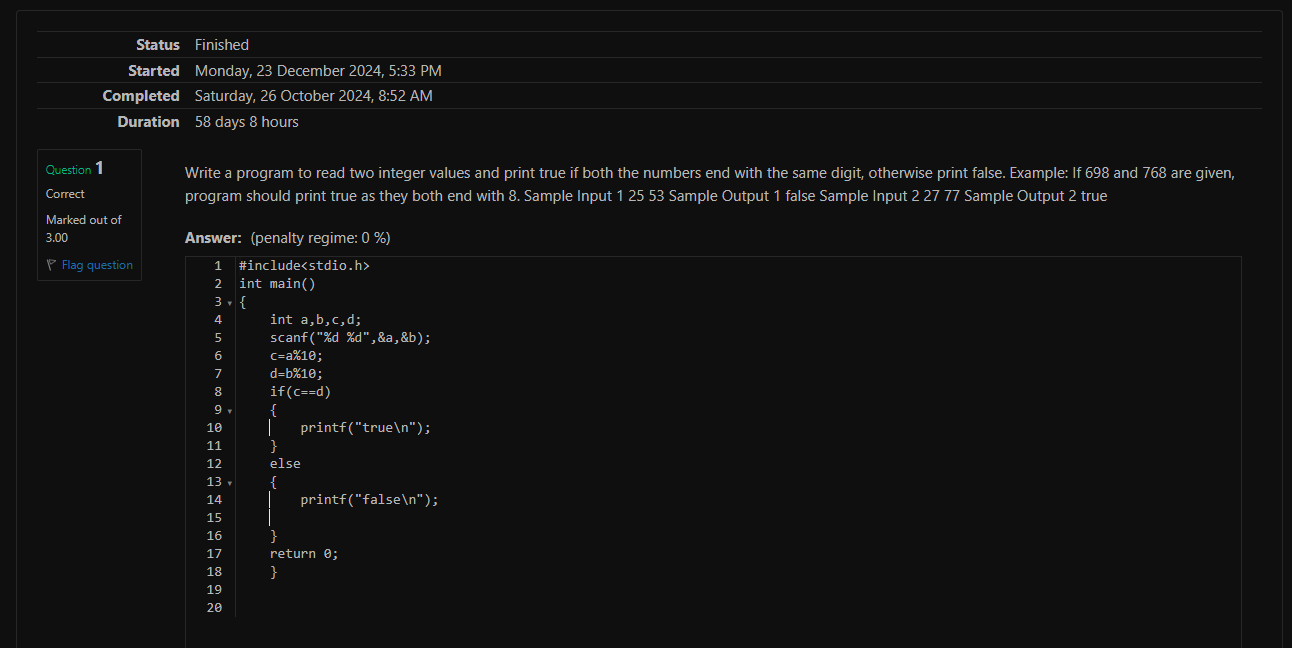 Status Finished
Started Monday, 23 December 2024, 5:33 PM
Completed Saturday, 26 October 2024, 8:52 AM
Duration 58 days 8 hours
Question 1
Correct
Marked out of
3.00
Flag question
Write a program to read two integer values and print true if both the numbers end with the same digit, otherwise print false. Example: If 698 and 768 are given,
program should print true as they both end with 8. Sample Input 1 25 53 Sample Output 1 false Sample Input 2 27 77 Sample Output 2 true
Answer: (penalty regime: 0 %)
1 #include<stdio.h>
2 int main()
3 {
4     int a,b,c,d;
5     scanf("%d %d",&a,&b);
6     c=a%10;
7     d=b%10;
8     if(c==d)
9     {
10         printf("true\n");
11     }
12     else
13     {
14         printf("false\n");
15
16     }
17     return 0;
18     }
19
20